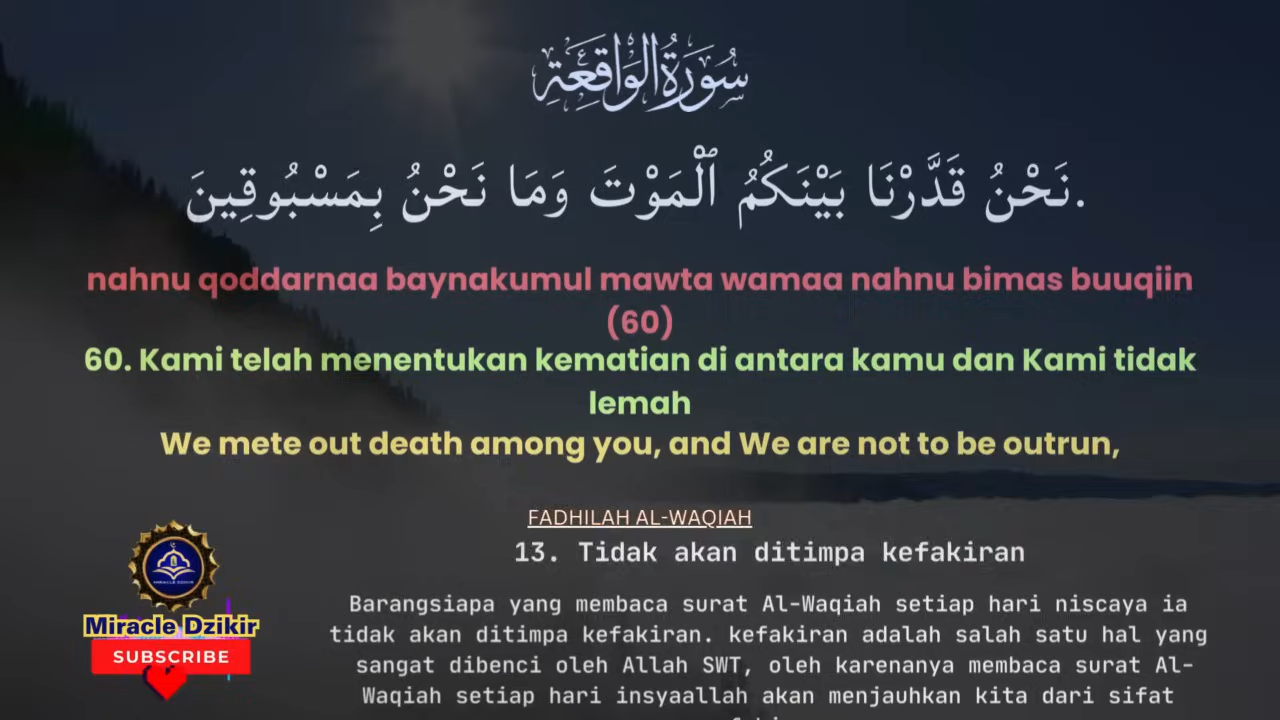 سُورَةُ الْوَاقِعَةِ
نَحْنُ قَدَّرْنَا بَيْنَكُمُ ٱلْمَوْتَ وَمَا نَحْنُ بِمَسْبُوقِينَ.
nahnu qoddarnaa baynakumul mawta wamaa nahnu bimas buuqiin
(60)
60. Kami telah menentukan kematian di antara kamu dan Kami tidak
lemah
We mete out death among you, and We are not to be outrun,
FADHILAH AL-WAQIAH
13. Tidak akan ditimpa kefakiran
Barangsiapa yang membaca surat Al-Waqiah setiap hari niscaya ia
tidak akan ditimpa kefakiran. kefakiran adalah salah satu hal yang
sangat dibenci oleh Allah SWT, oleh karenanya membaca surat Al-
Waqiah setiap hari insyaallah akan menjauhkan kita dari sifat
MIRACLE DZIKIR
Miracle Dzikir
SUBSCRIBE